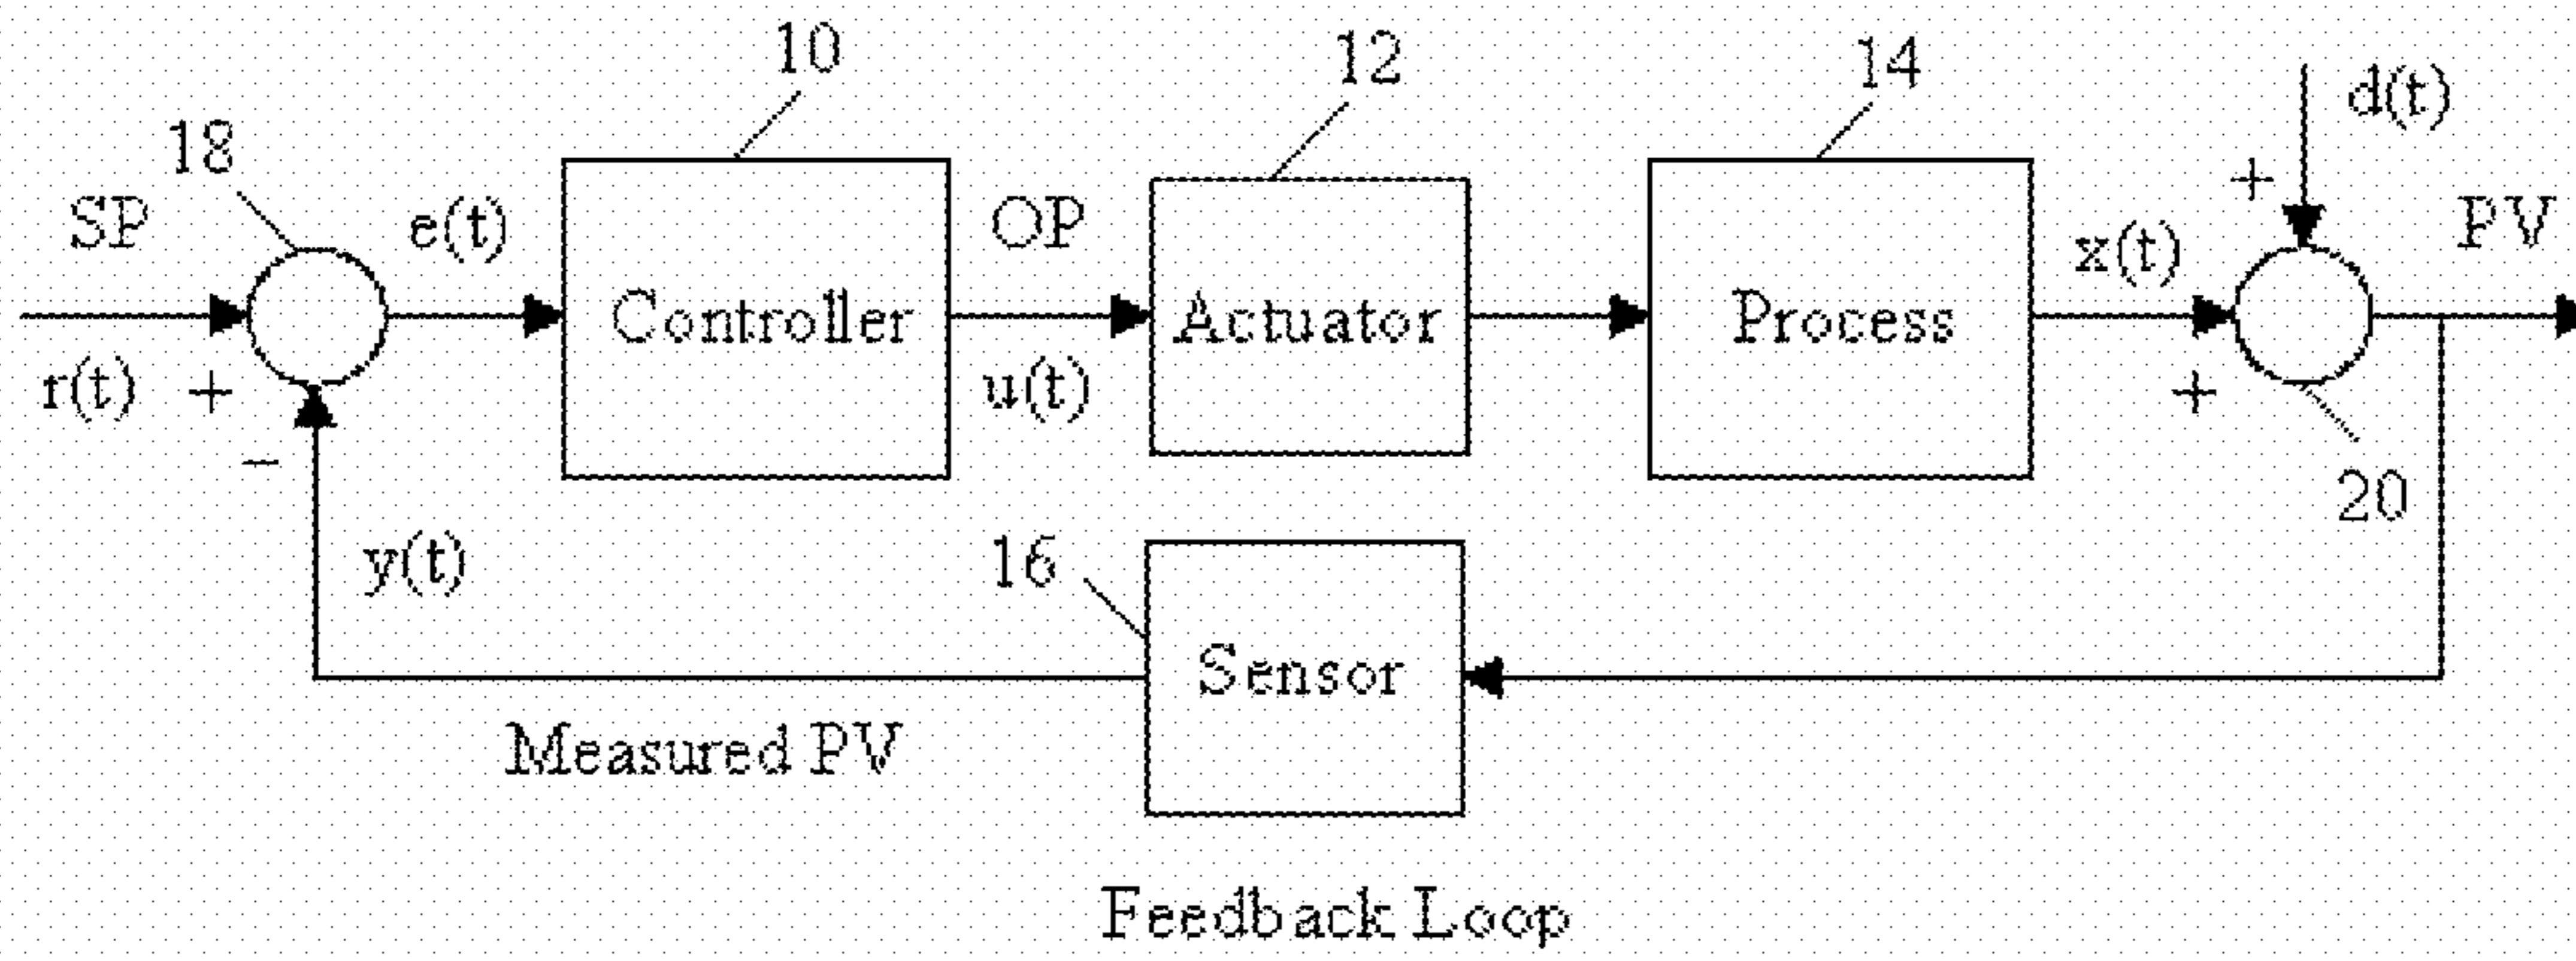 10
12
14
d(t)
18
SP
e(t)
OP
x(t)
+
PV
Controller
Actuator
Process
r(t)
+
u(t)
+
−
20
y(t)
16
Sensor
Measured PV
Feedback Loop